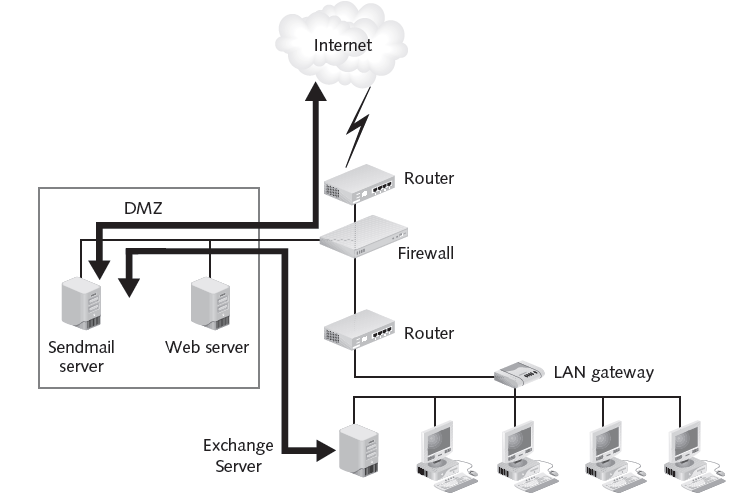 Internet
Router
DMZ
Firewall
Router
Sendmail
server
Web server
LAN gateway
Exchange
Server